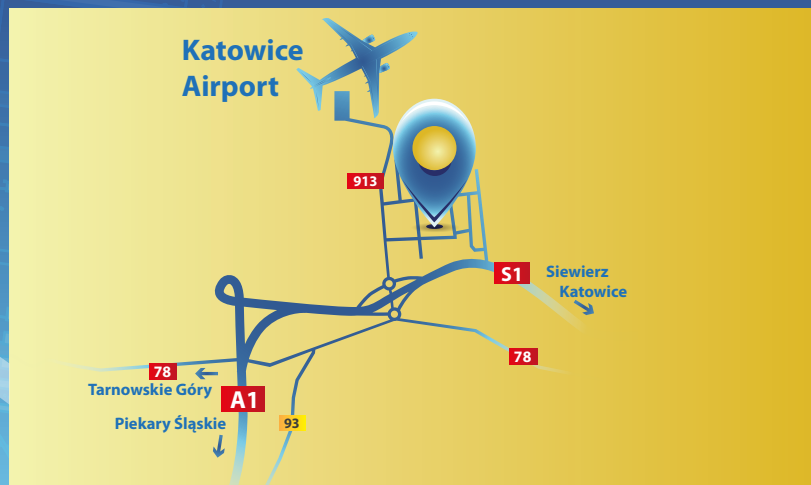 Katowice
Airport
913
S1
Siewierz
Katowice
78
78
Tarnowskie Góry
A1
Piekary Śląskie
93